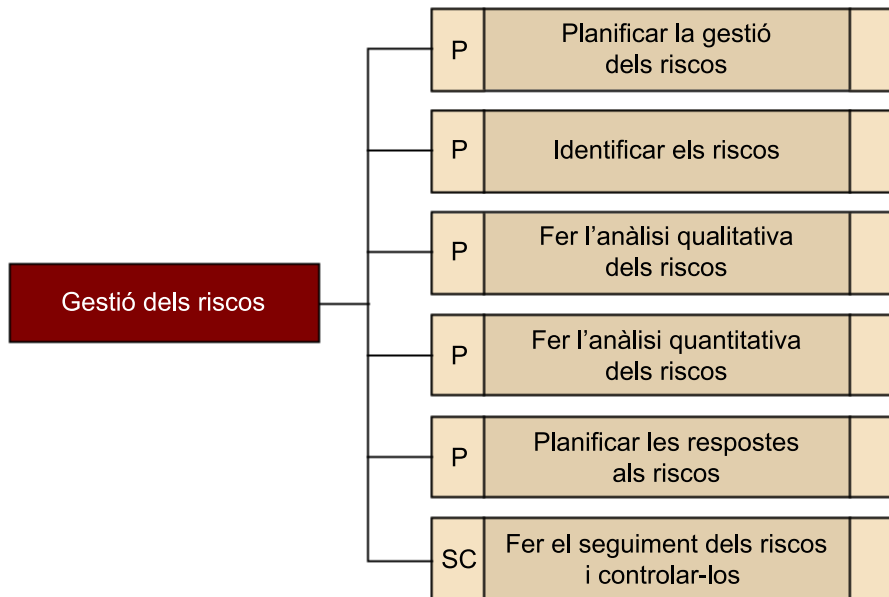 P
Planificar la gestió
dels riscos
P
Identificar els riscos
P
Fer l’anàlisi qualitativa
dels riscos
Gestió dels riscos
P
Fer l’anàlisi quantitativa
dels riscos
P
Planificar les respostes
als riscos
SC
Fer el seguiment dels riscos
i controlar-los